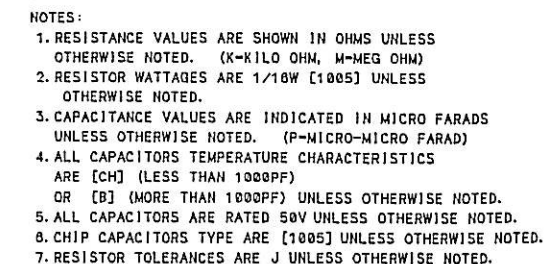 NOTES:
1. RESISTANCE VALUES ARE SHOWN IN OHMS UNLESS
OTHERWISE NOTED. (K-KILO OHM, M-MEG OHM)
2. RESISTOR WATTAGES ARE 1/16W [1005] UNLESS
OTHERWISE NOTED.
3. CAPACITANCE VALUES ARE INDICATED IN MICRO FARADS
UNLESS OTHERWISE NOTED. (P-MICRO-MICRO FARAD)
4. ALL CAPACITORS TEMPERATURE CHARACTERISTICS
ARE [CH] (LESS THAN 1000PF)
OR [B] (MORE THAN 1000PF) UNLESS OTHERWISE NOTED.
5. ALL CAPACITORS ARE RATED 50V UNLESS OTHERWISE NOTED.
6. CHIP CAPACITORS TYPE ARE [1005] UNLESS OTHERWISE NOTED.
7. RESISTOR TOLERANCES ARE J UNLESS OTHERWISE NOTED.